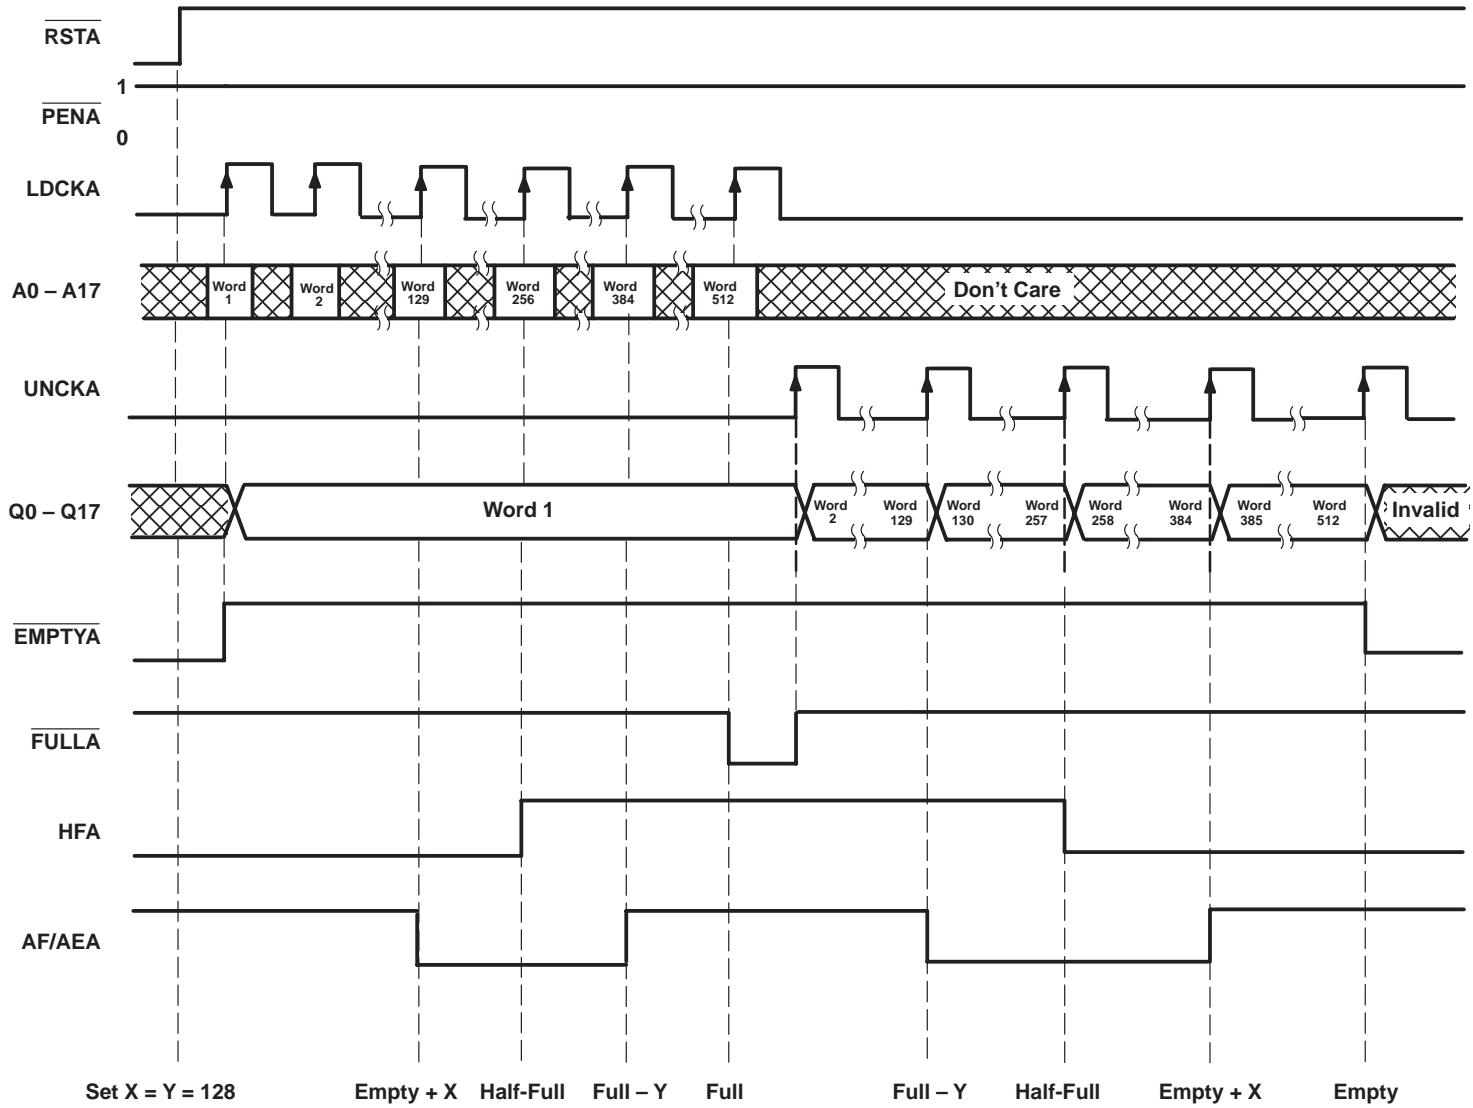 RSTA
1
PENA
0
LDCKA
A0 – A17
Word 1
Word 2
Word 129
Word 256
Word 384
Word 512
Don't Care
UNCKA
Q0 – Q17
Word 1
Word 2
Word 129
Word 130
Word 257
Word 258
Word 384
Word 385
Word 512
Invalid
EMPTYA
FULLA
HFA
AF/AEA
Set X = Y = 128
Empty + X
Half-Full
Full – Y
Full
Full – Y
Half-Full
Empty + X
Empty